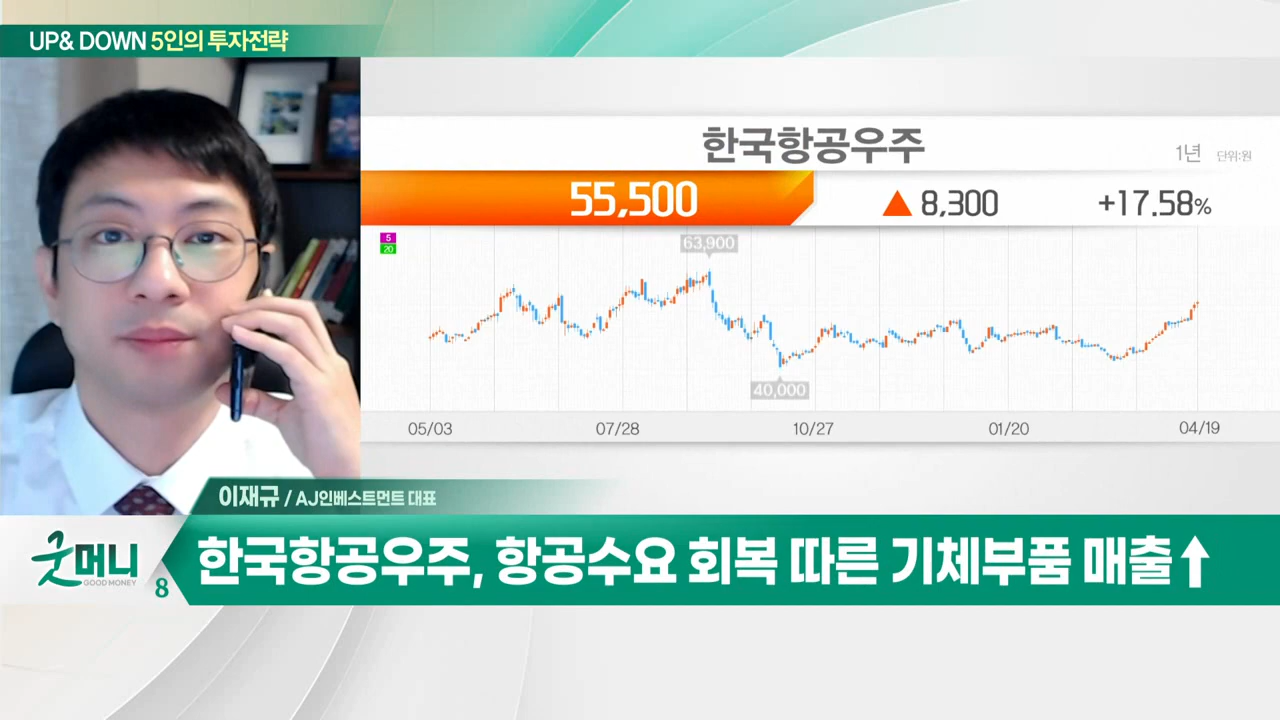 UP& DOWN 5인의 투자전략
한국항공우주
1년 단위:원
55,500 ▲ 8,300 +17.58%
5
20
63,900
40,000
05/03 07/28 10/27 01/20 04/19
이재규 / AJ인베스트먼트 대표
굿머니
GOOD MONEY
8
한국항공우주, 항공수요 회복 따른 기체부품 매출↑